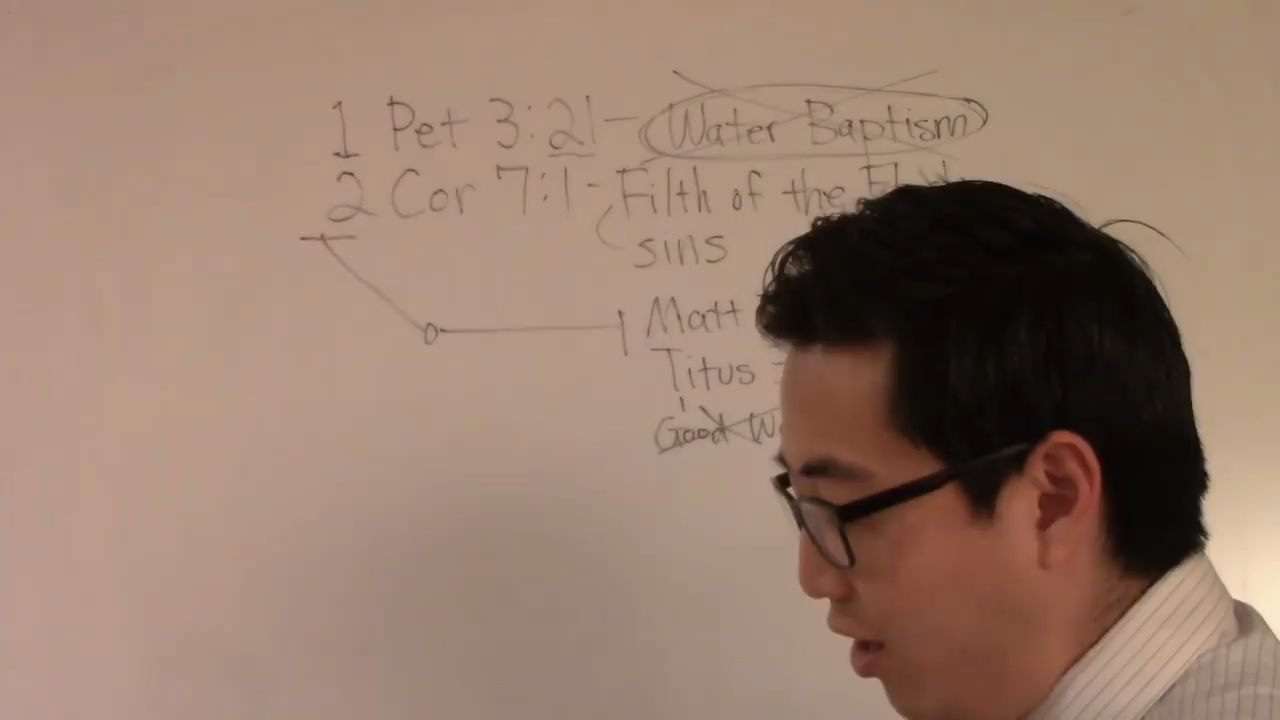 1 Pet 3:21- Water Baptism
2 Cor 7:1- Filth of the
sins
Matt
Titus
Good